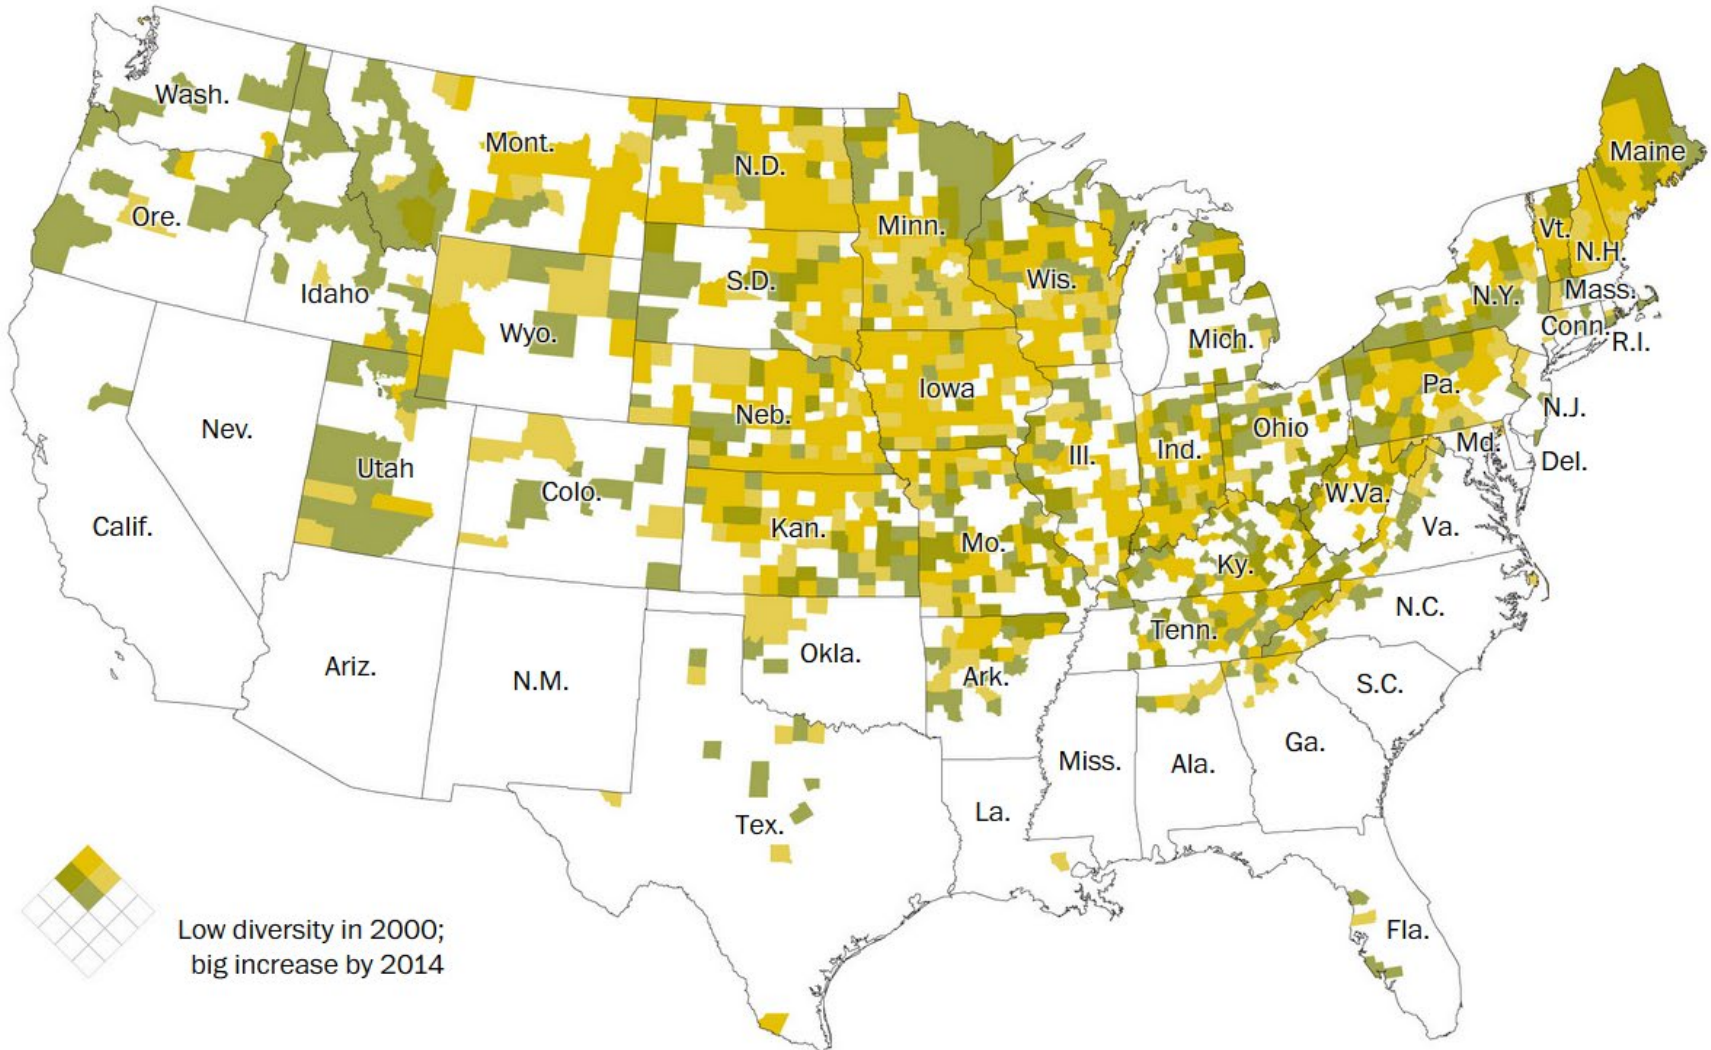 Wash.
Mont.
N.D.
Minn.
Maine
Ore.
Vt.
N.H.
Idaho
S.D.
Wis.
N.Y.
Mass.
Wyo.
Mich.
Conn.
R.I.
Nev.
Neb.
Iowa
Pa.
N.J.
Utah
Colo.
Ill.
Ind.
Ohio
Md.
Del.
Calif.
Kan.
Mo.
W.Va.
Va.
Ky.
Ariz.
N.M.
Okla.
Ark.
Tenn.
N.C.
S.C.
Tex.
La.
Miss.
Ala.
Ga.
Fla.
Low diversity in 2000;
big increase by 2014